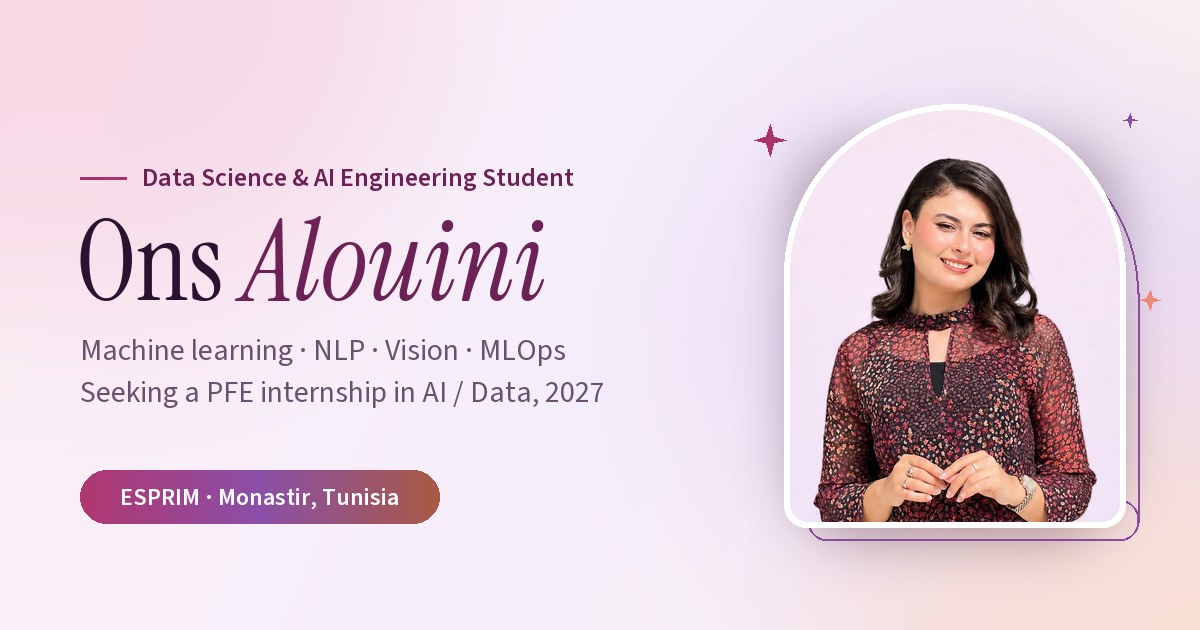 Data Science & AI Engineering Student
Ons Alouini
Machine learning · NLP · Vision · MLOps
Seeking a PFE internship in AI / Data, 2027
ESPRIM · Monastir, Tunisia